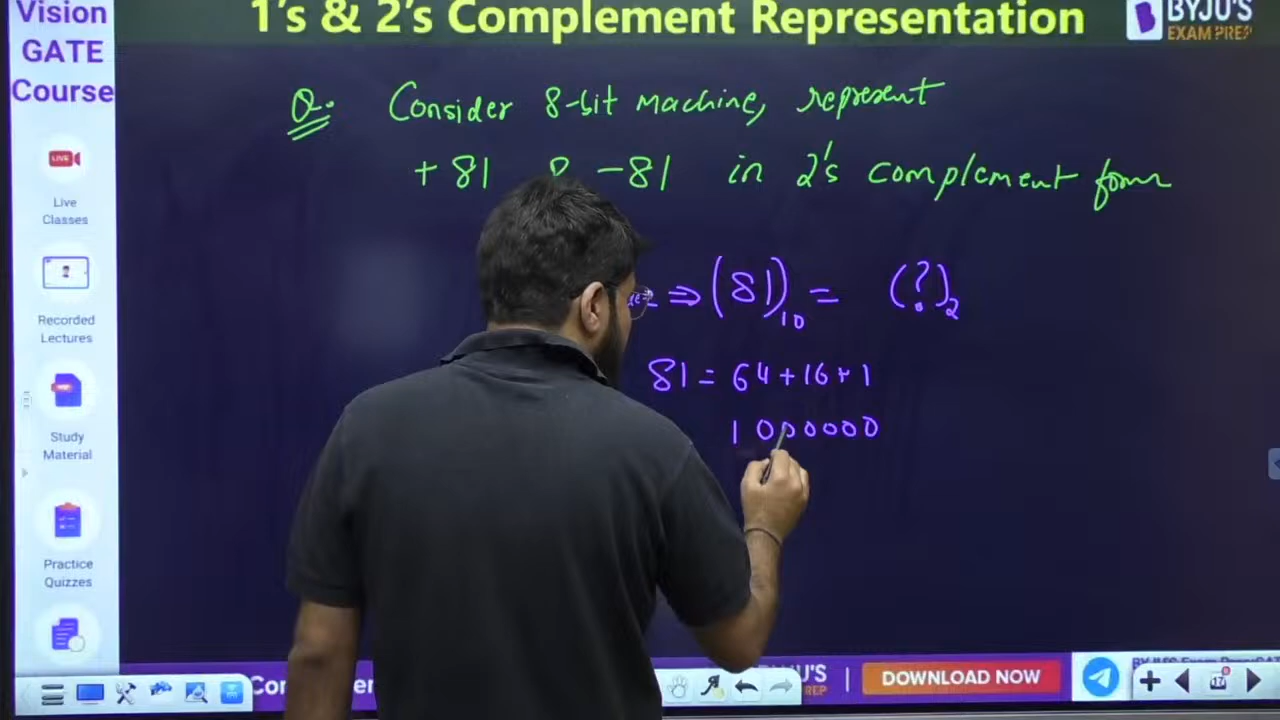 Vision
GATE
Course
1's & 2's Complement Representation
BYJU'S
EXAM PREP
Q. Consider 8-bit machine, represent
+81 & -81 in 2's complement form
⇒ (81)10 = (?)2
81 = 64+16+1
1000000
LIVE
Live
Classes
Recorded
Lectures
Study
Material
Practice
Quizzes
BYJU'S
DOWNLOAD NOW